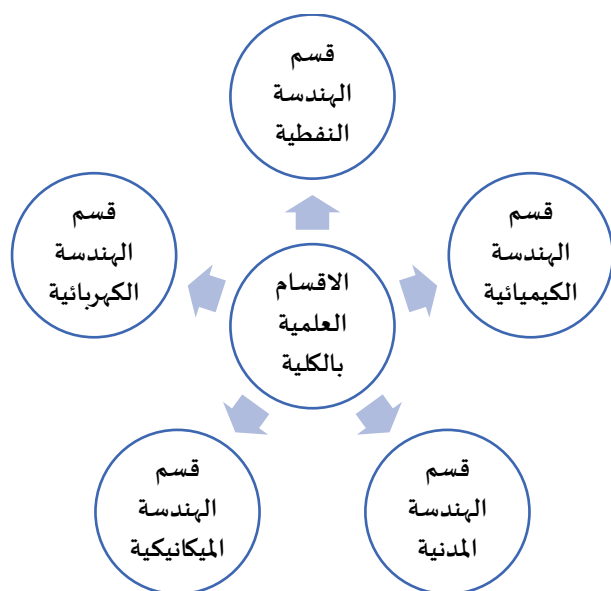 قسم
الهندسة
النفطية
قسم
الهندسة
الكيميائية
قسم
الهندسة
الكهربائية
الاقسام
العلمية
بالكلية
قسم
الهندسة
المدنية
قسم
الهندسة
الميكانيكية